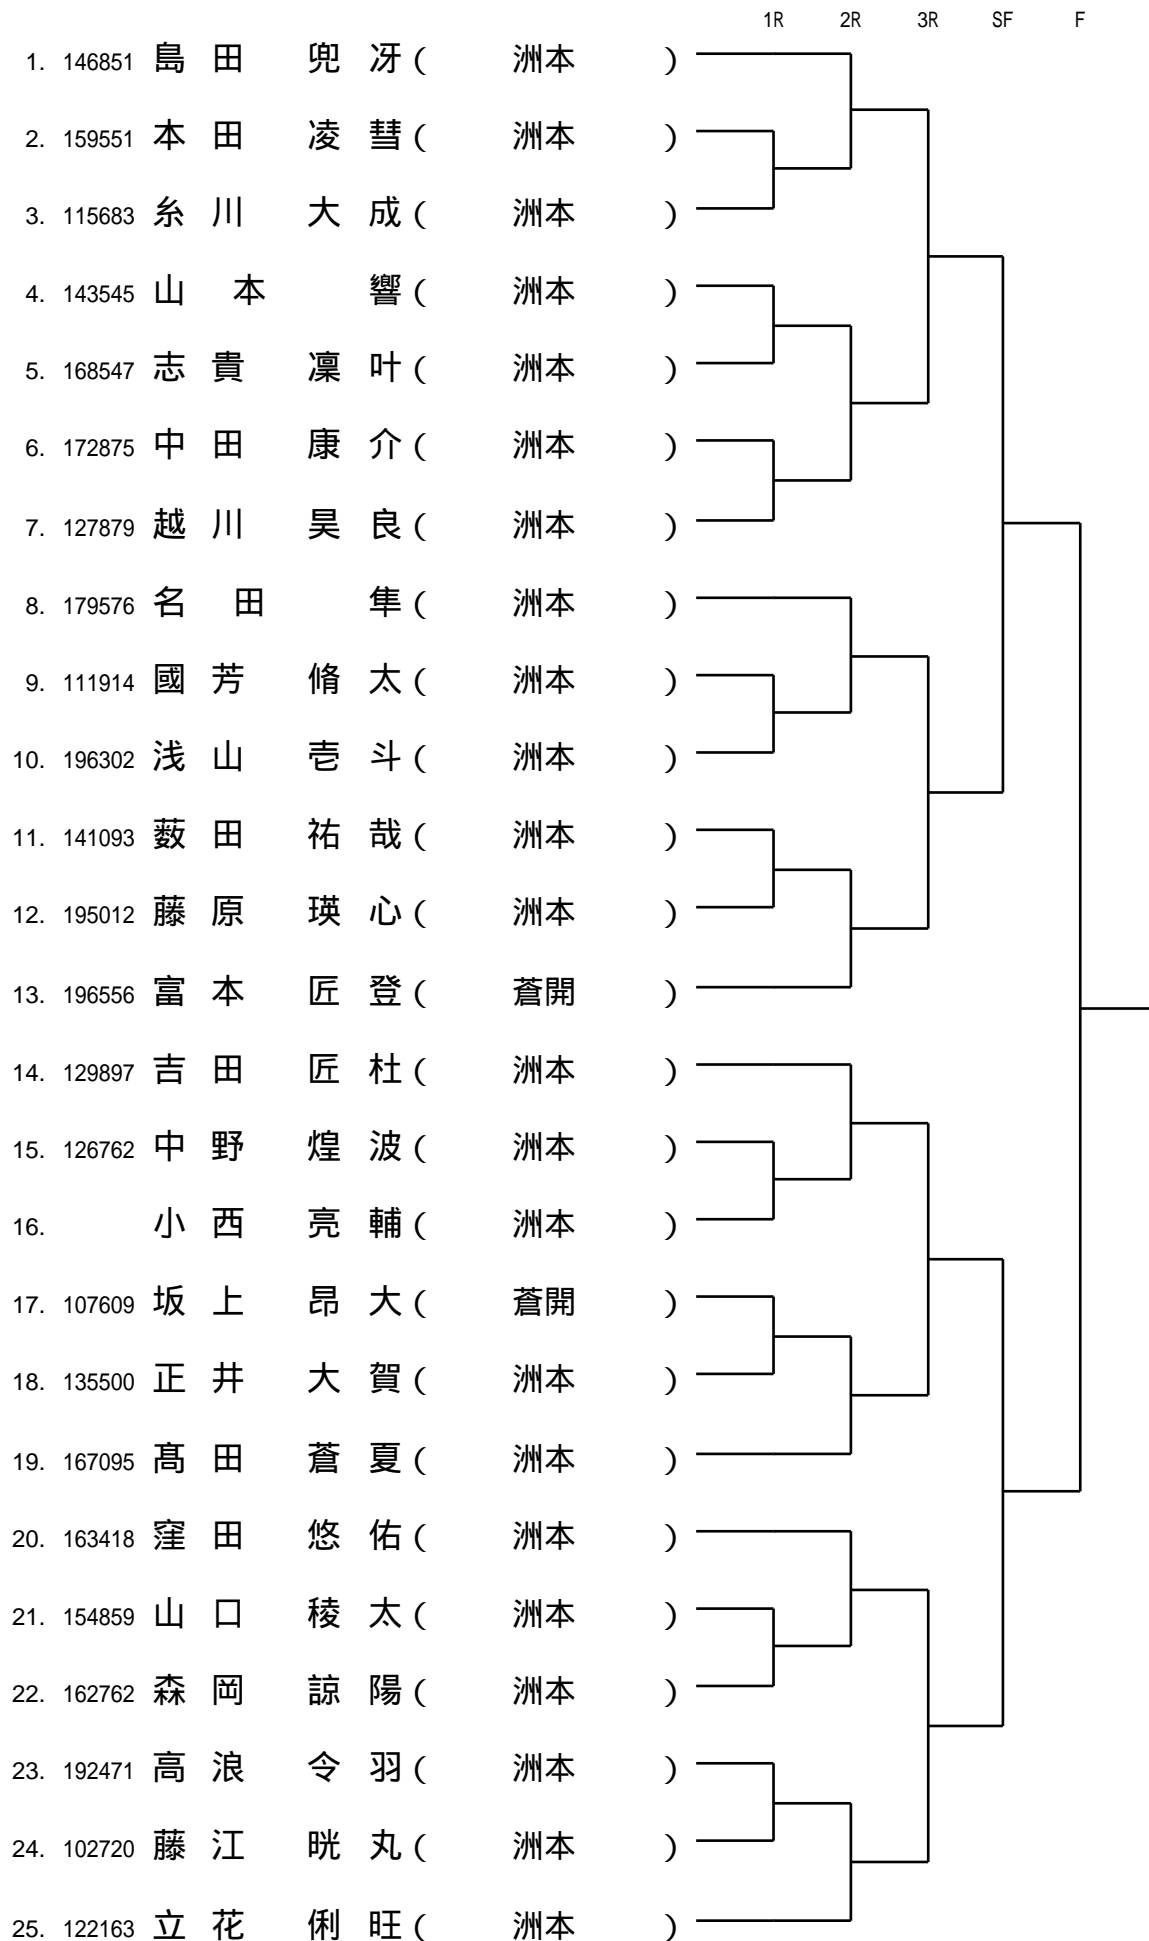 1R 2R 3R SF F
1. 146851 島 田 兜 冴 ( 洲本 )
2. 159551 本 田 凌 彗 ( 洲本 )
3. 115683 糸 川 大 成 ( 洲本 )
4. 143545 山 本 響 ( 洲本 )
5. 168547 志 貴 凜 叶 ( 洲本 )
6. 172875 中 田 康 介 ( 洲本 )
7. 127879 越 川 昊 良 ( 洲本 )
8. 179576 名 田 隼 ( 洲本 )
9. 111914 國 芳 脩 太 ( 洲本 )
10. 196302 浅 山 壱 斗 ( 洲本 )
11. 141093 薮 田 祐 哉 ( 洲本 )
12. 195012 藤 原 瑛 心 ( 洲本 )
13. 196556 富 本 匠 登 ( 蒼開 )
14. 129897 吉 田 匠 杜 ( 洲本 )
15. 126762 中 野 煌 波 ( 洲本 )
16. 小 西 亮 輔 ( 洲本 )
17. 107609 坂 上 昂 大 ( 蒼開 )
18. 135500 正 井 大 賀 ( 洲本 )
19. 167095 髙 田 蒼 夏 ( 洲本 )
20. 163418 窪 田 悠 佑 ( 洲本 )
21. 154859 山 口 稜 太 ( 洲本 )
22. 162762 森 岡 諒 陽 ( 洲本 )
23. 192471 高 浪 令 羽 ( 洲本 )
24. 102720 藤 江 晄 丸 ( 洲本 )
25. 122163 立 花 俐 旺 ( 洲本 )